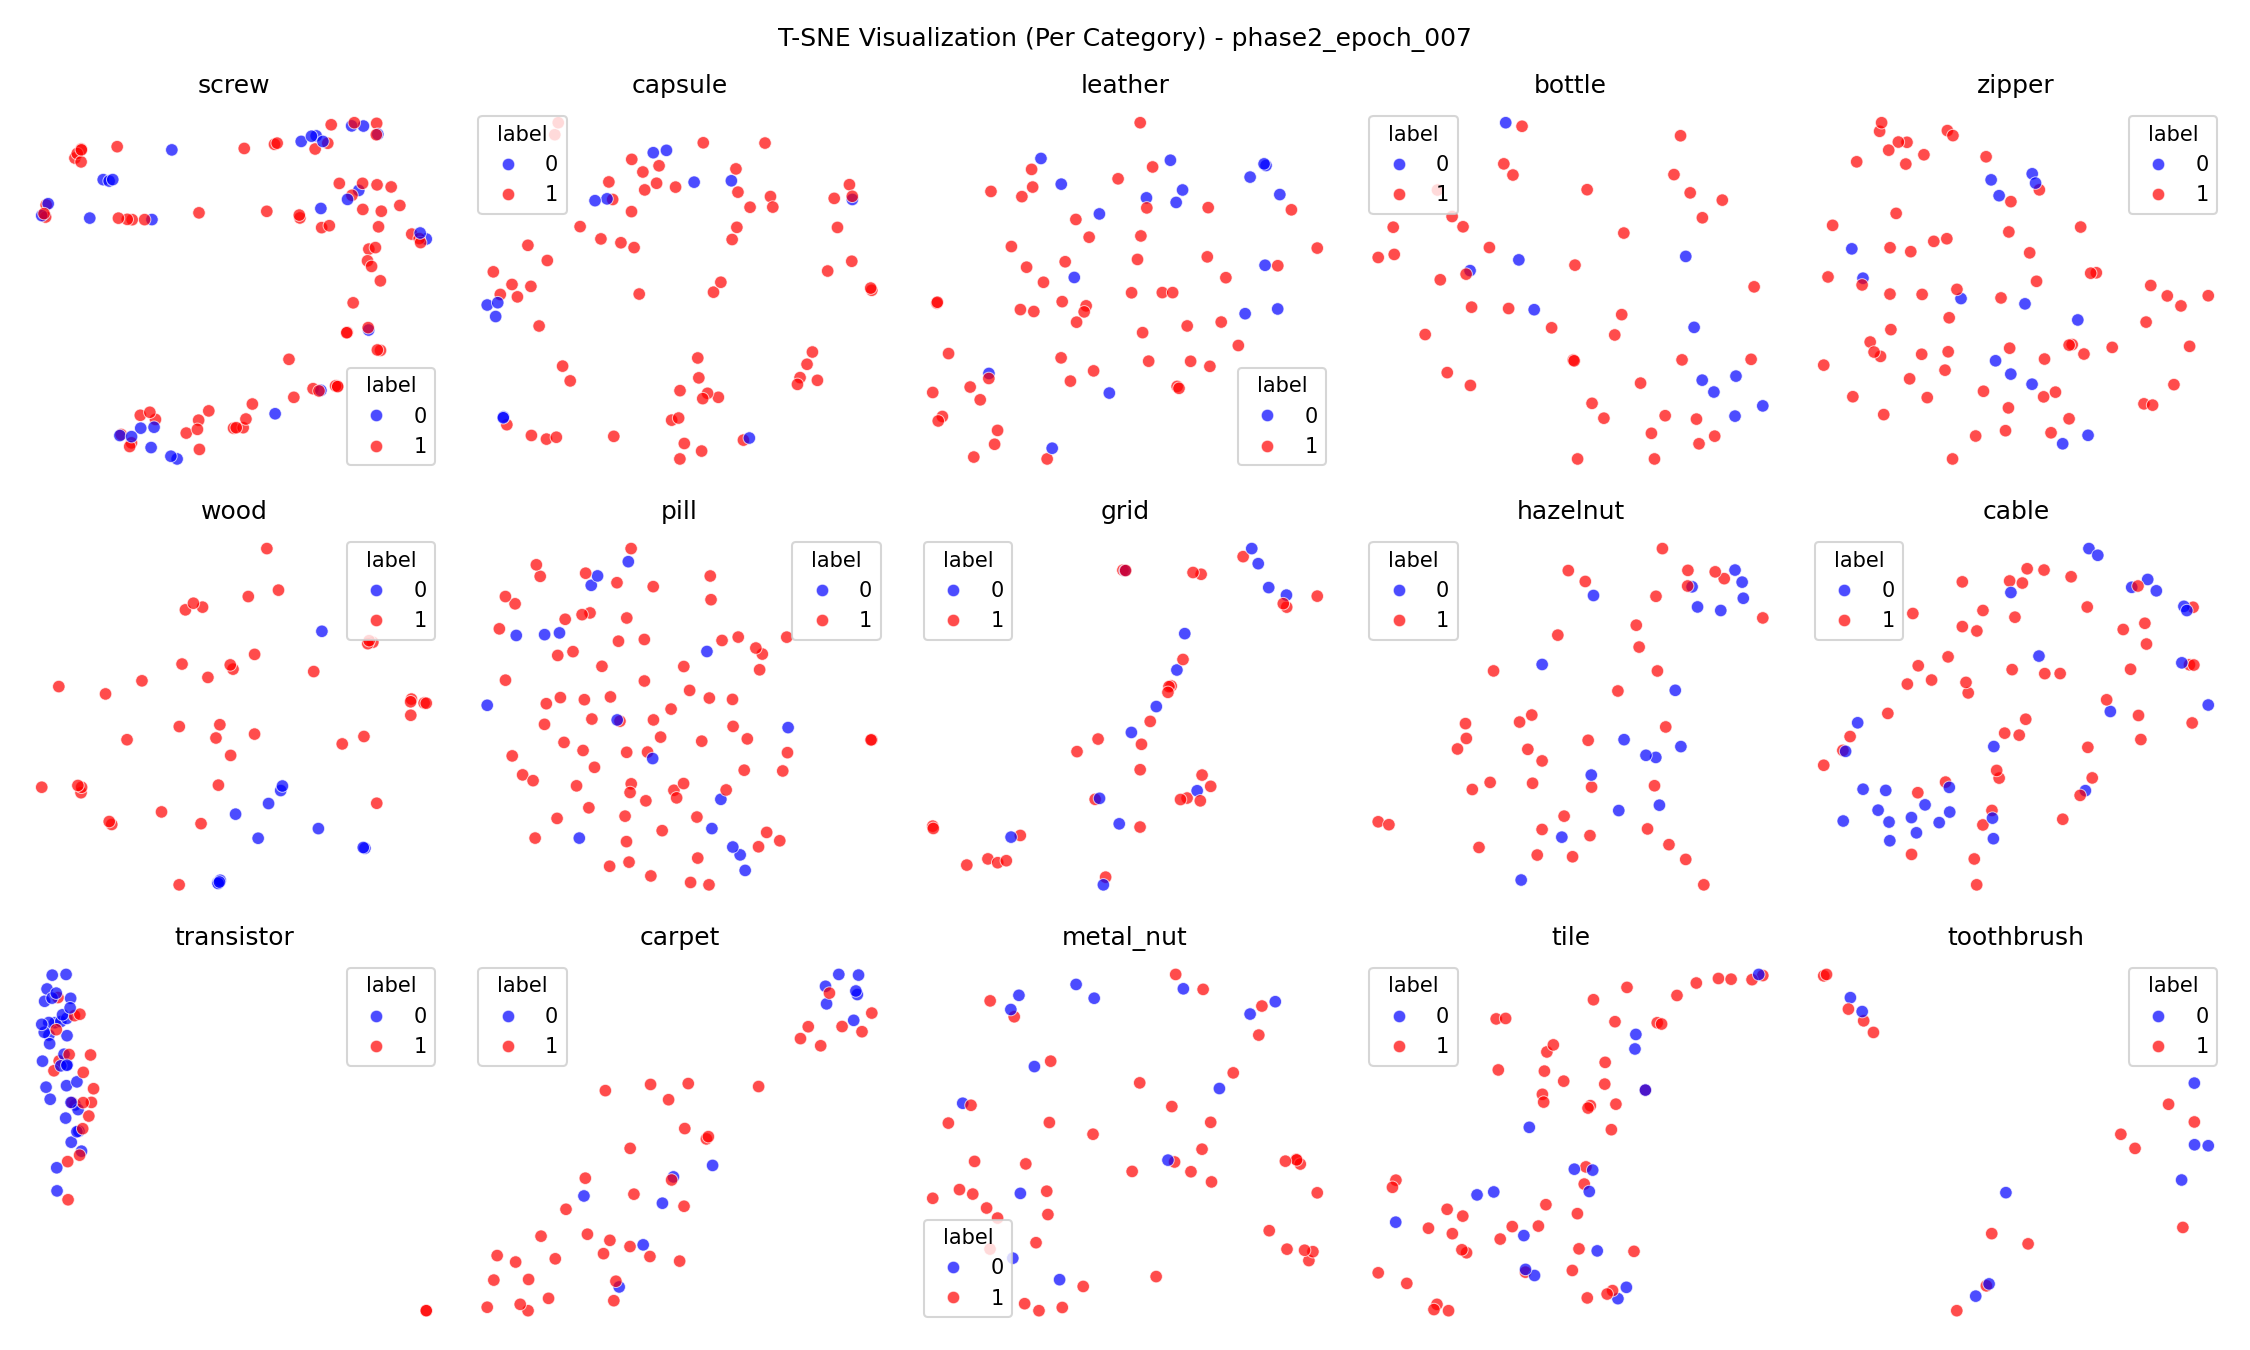 T-SNE Visualization (Per Category) - phase2_epoch_007
screw
capsule
leather
bottle
zipper
label
0
1
label
0
1
label
0
1
label
0
1
label
0
1
wood
pill
grid
hazelnut
cable
label
0
1
label
0
1
label
0
1
label
0
1
label
0
1
transistor
carpet
metal_nut
tile
toothbrush
label
0
1
label
0
1
label
0
1
label
0
1
label
0
1